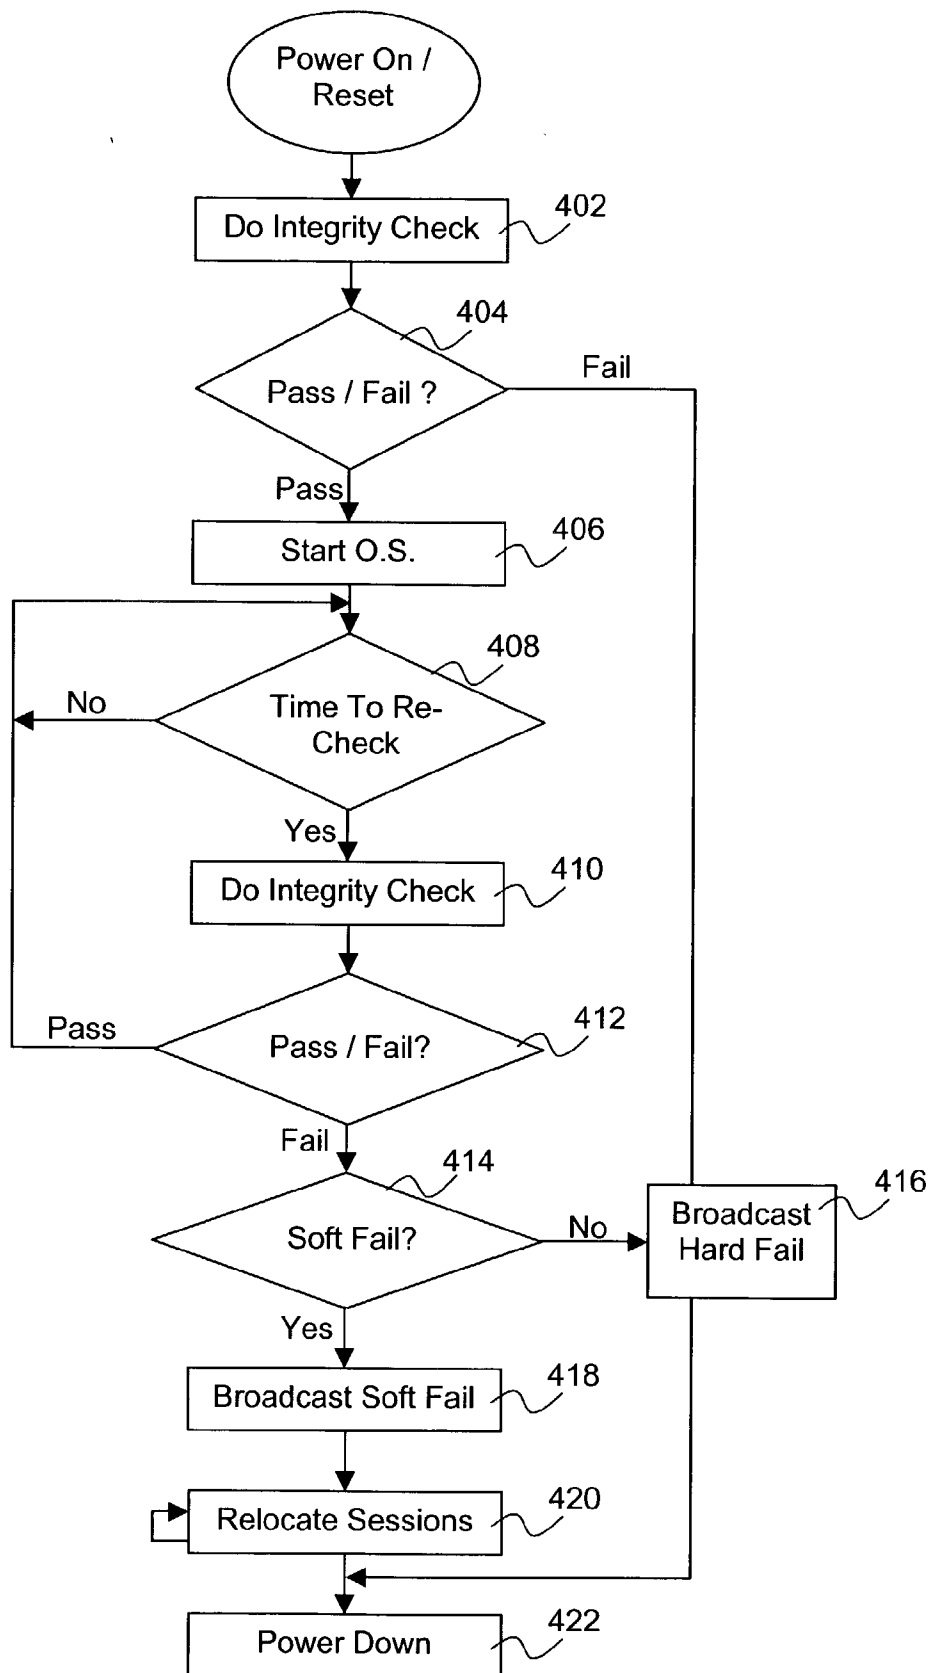 Power On /
Reset
Do Integrity Check
402
404
Pass / Fail ?
Fail
Pass
Start O.S.
406
408
No
Time To Re-
Check
Yes
Do Integrity Check
410
Pass
Pass / Fail?
412
Fail
414
Soft Fail?
No
Broadcast
Hard Fail
416
Yes
Broadcast Soft Fail
418
Relocate Sessions
420
Power Down
422